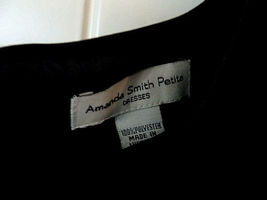 Amanda Smith Petite
DRESSES
100% POLYESTER
MADE IN